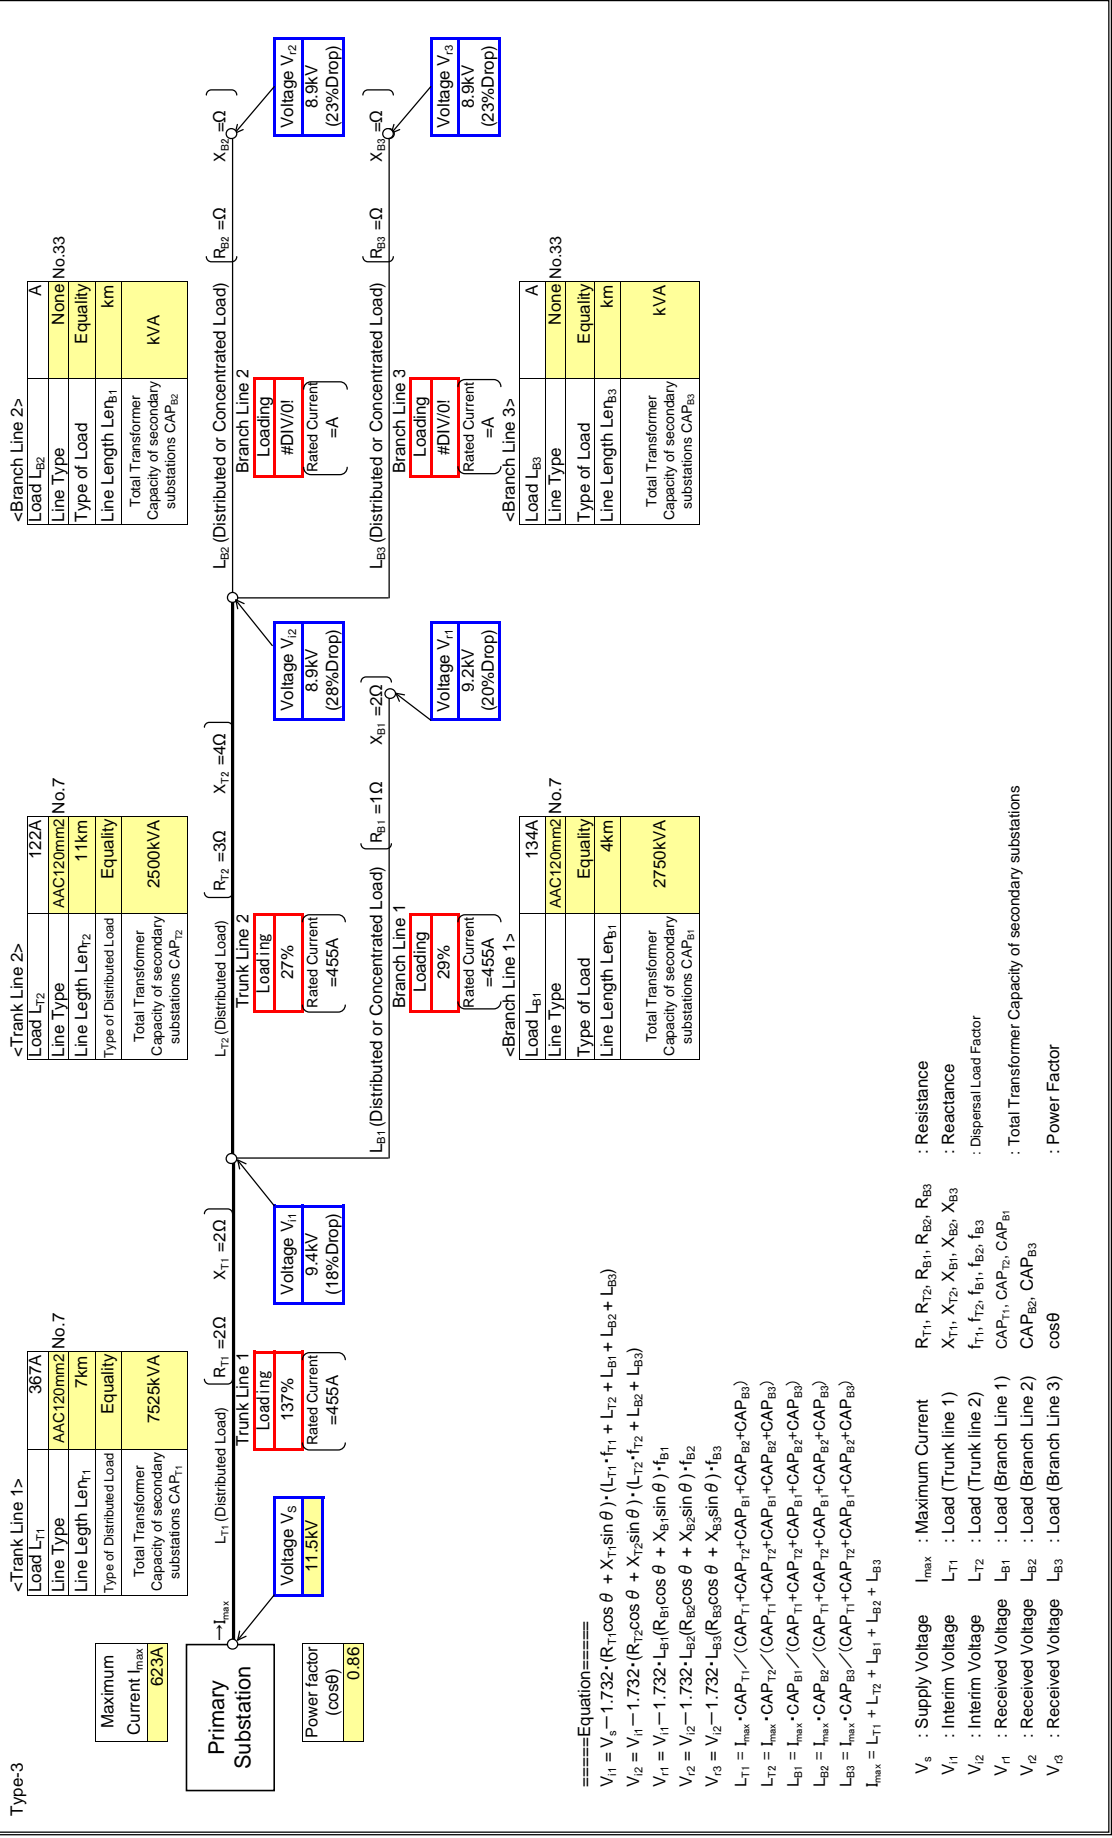 Type-3
Maximum
Current Imax
623A
Primary
Substation
Power factor
(cosθ)
0.86
→Imax
Voltage VS
11.5kV
<Trank Line 1>
Load LT1 367A
Line Type AAC120mm2 No.7
Line Length LenT1 7km
Type of Distributed Load Equality
Total Transformer
Capacity of secondary
substations CAPT1
7525kVA
LT1 (Distributed Load)
RT1 =2Ω XT1 =2Ω
Trunk Line 1
Loading
137%
Rated Current
=455A
Voltage Vi1
9.4kV
(18%Drop)
<Trank Line 2>
Load LT2 122A
Line Type AAC120mm2 No.7
Line Legth LenT2 11km
Type of Distributed Load Equality
Total Transformer
Capacity of secondary
substations CAPT2
2500kVA
LT2 (Distributed Load)
RT2 =3Ω XT2 =4Ω
Trunk Line 2
Loading
27%
Rated Current
=455A
Voltage Vi2
8.9kV
(28%Drop)
LB1 (Distributed or Concentrated Load)
RB1 =1Ω XB1 =2Ω
Branch Line 1
Loading
29%
Rated Current
=455A
Voltage Vr1
9.2kV
(20%Drop)
<Branch Line 1>
Load LB1 134A
Line Type AAC120mm2 No.7
Type of Load Equality
Line Length LenB1 4km
Total Transformer
Capacity of secondary
substations CAPB1
2750kVA
<Branch Line 2>
Load LB2 A
Line Type None No.33
Type of Load Equality
Line Length LenB1 km
Total Transformer
Capacity of secondary
substations CAPB2
kVA
LB2 (Distributed or Concentrated Load)
RB2 =Ω XB2 =Ω
Branch Line 2
Loading
#DIV/0!
Rated Current
=A
Voltage Vr2
8.9kV
(23%Drop)
LB3 (Distributed or Concentrated Load)
RB3 =Ω XB3 =Ω
Branch Line 3
Loading
#DIV/0!
Rated Current
=A
Voltage Vr3
8.9kV
(23%Drop)
<Branch Line 3>
Load LB3 A
Line Type None No.33
Type of Load Equality
Line Length LenB3 km
Total Transformer
Capacity of secondary
substations CAPB3
kVA
=====Equation=====
Vi1 = Vs－1.732・(RT1cos θ + XT1sin θ)・(LT1・fT1 + LT2 + LB1 + LB2 + LB3)
Vi2 = Vi1－1.732・(RT2cos θ + XT2sin θ)・(LT2・fT2 + LB2 + LB3)
Vr1 = Vi1－1.732・LB1(RB1cos θ + XB1sin θ)・fB1
Vr2 = Vi2－1.732・LB2(RB2cos θ + XB2sin θ)・fB2
Vr3 = Vi2－1.732・LB3(RB3cos θ + XB3sin θ)・fB3
LT1 = Imax・CAPT1／(CAPT1+CAPT2+CAPB1+CAPB2+CAPB3)
LT2 = Imax・CAPT2／(CAPT1+CAPT2+CAPB1+CAPB2+CAPB3)
LB1 = Imax・CAPB1／(CAPT1+CAPT2+CAPB1+CAPB2+CAPB3)
LB2 = Imax・CAPB2／(CAPT1+CAPT2+CAPB1+CAPB2+CAPB3)
LB3 = Imax・CAPB3／(CAPT1+CAPT2+CAPB1+CAPB2+CAPB3)
Imax = LT1 + LT2 + LB1 + LB2 + LB3
Vs : Supply Voltage Imax : Maximum Current RT1, RT2, RB1, RB2, RB3 : Resistance
Vi1 : Interim Voltage LT1 : Load (Trunk line 1) XT1, XT2, XB1, XB2, XB3 : Reactance
Vi2 : Interim Voltage LT2 : Load (Trunk line 2) fT1, fT2, fB1, fB2, fB3 : Dispersal Load Factor
Vr1 : Received Voltage LB1 : Load (Branch Line 1) CAPT1, CAPT2, CAPB1
Vr2 : Received Voltage LB2 : Load (Branch Line 2) CAPB2, CAPB3 : Total Transformer Capacity of secondary substations
Vr3 : Received Voltage LB3 : Load (Branch Line 3) cosθ : Power Factor